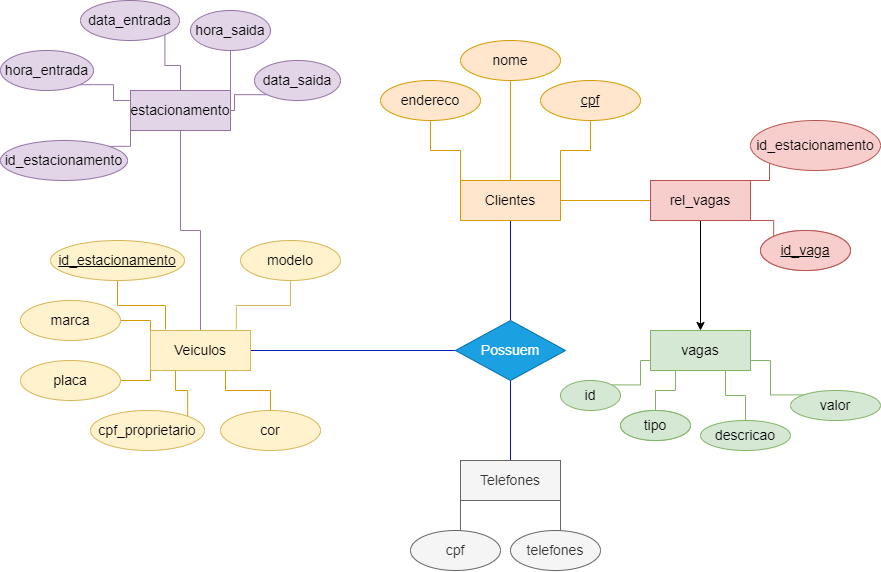 data_entrada
hora_saida
hora_entrada
data_saida
estacionamento
id_estacionamento
nome
endereco
cpf
id_estacionamento
Clientes
rel_vagas
id_vaga
id_estacionamento
modelo
marca
Veiculos
placa
cpf_proprietario
cor
Possuem
vagas
id
tipo
descricao
valor
Telefones
cpf
telefones